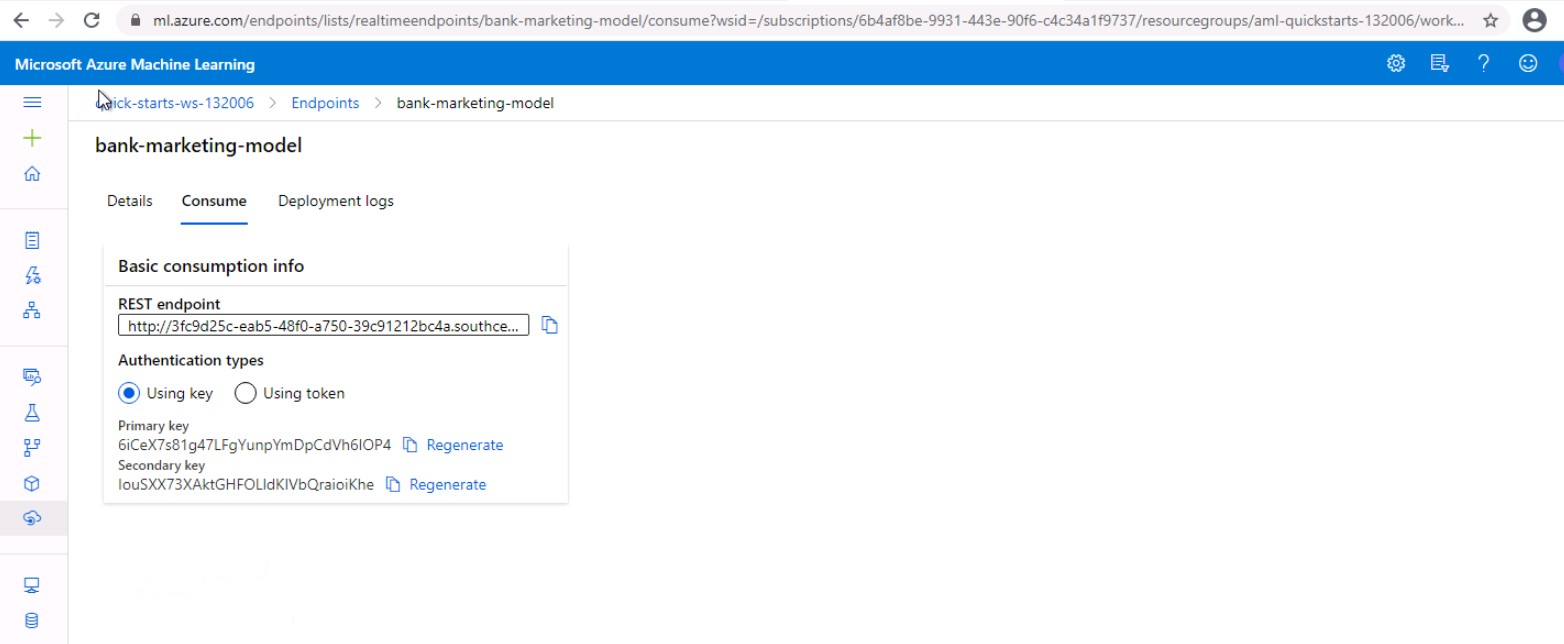 ml.azure.com/endpoints/lists/realtimeendpoints/bank-marketing-model/consume?wsid=/subscriptions/6b4af8be-9931-443e-90f6-c4c34a1f9737/resourcegroups/aml-quickstarts-132006/work...
Microsoft Azure Machine Learning
quick-starts-ws-132006 > Endpoints > bank-marketing-model
bank-marketing-model
Details Consume Deployment logs
Basic consumption info
REST endpoint
http://3fc9d25c-eab5-48f0-a750-39c91212bc4a.southce...
Authentication types
Using key Using token
Primary key
6iCeX7s81g47LFgYunpYmDpCdVh6IOP4 Regenerate
Secondary key
IouSXX73XAktGHFOLIdKIVbQraioiKhe Regenerate